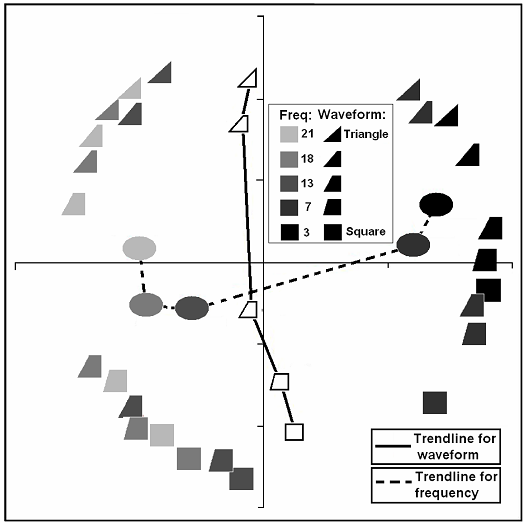 Freq: Waveform:
21 Triangle
18
13
7
3 Square
Trendline for
waveform
Trendline for
frequency